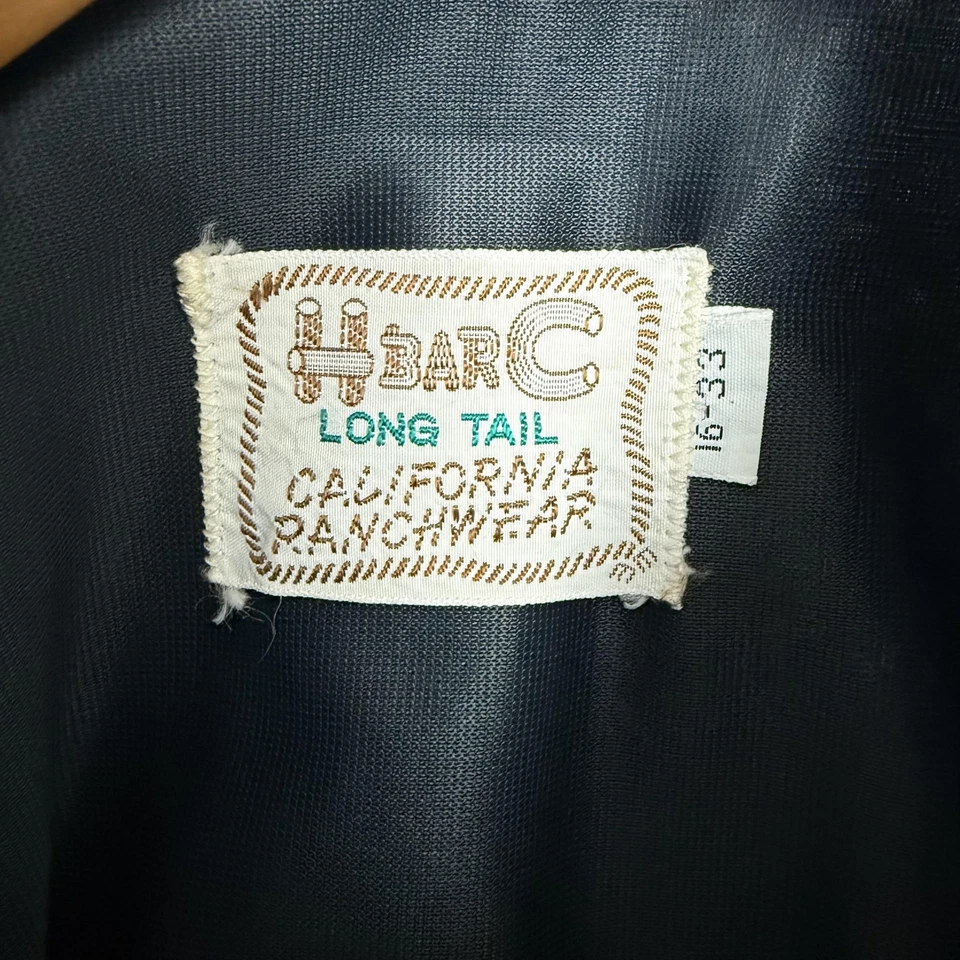 H BAR C
LONG TAIL
CALIFORNIA
RANCHWEAR
16-33